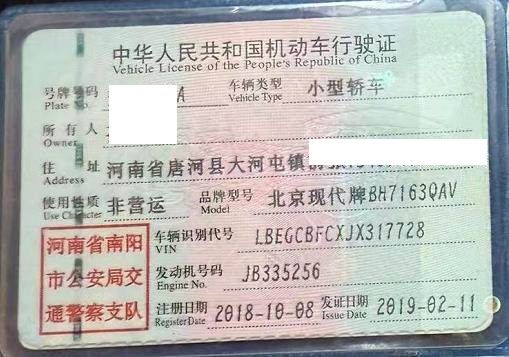 中华人民共和国机动车行驶证
Vehicle License of the People's Republic of China
号牌号码 A 车辆类型 小型轿车
Plate No. Vehicle Type
所有人
Owner
住址 河南省唐河县大河屯镇
Address
使用性质 非营运 品牌型号 北京现代牌BH7163QAV
Use Character Model
河南省南阳
市公安局交
通警察支队
车辆识别代号 LBEGCBFCXJX317728
VIN
发动机号码 JB335256
Engine No.
注册日期 2018-10-08 发证日期 2019-02-11
Register Date Issue Date